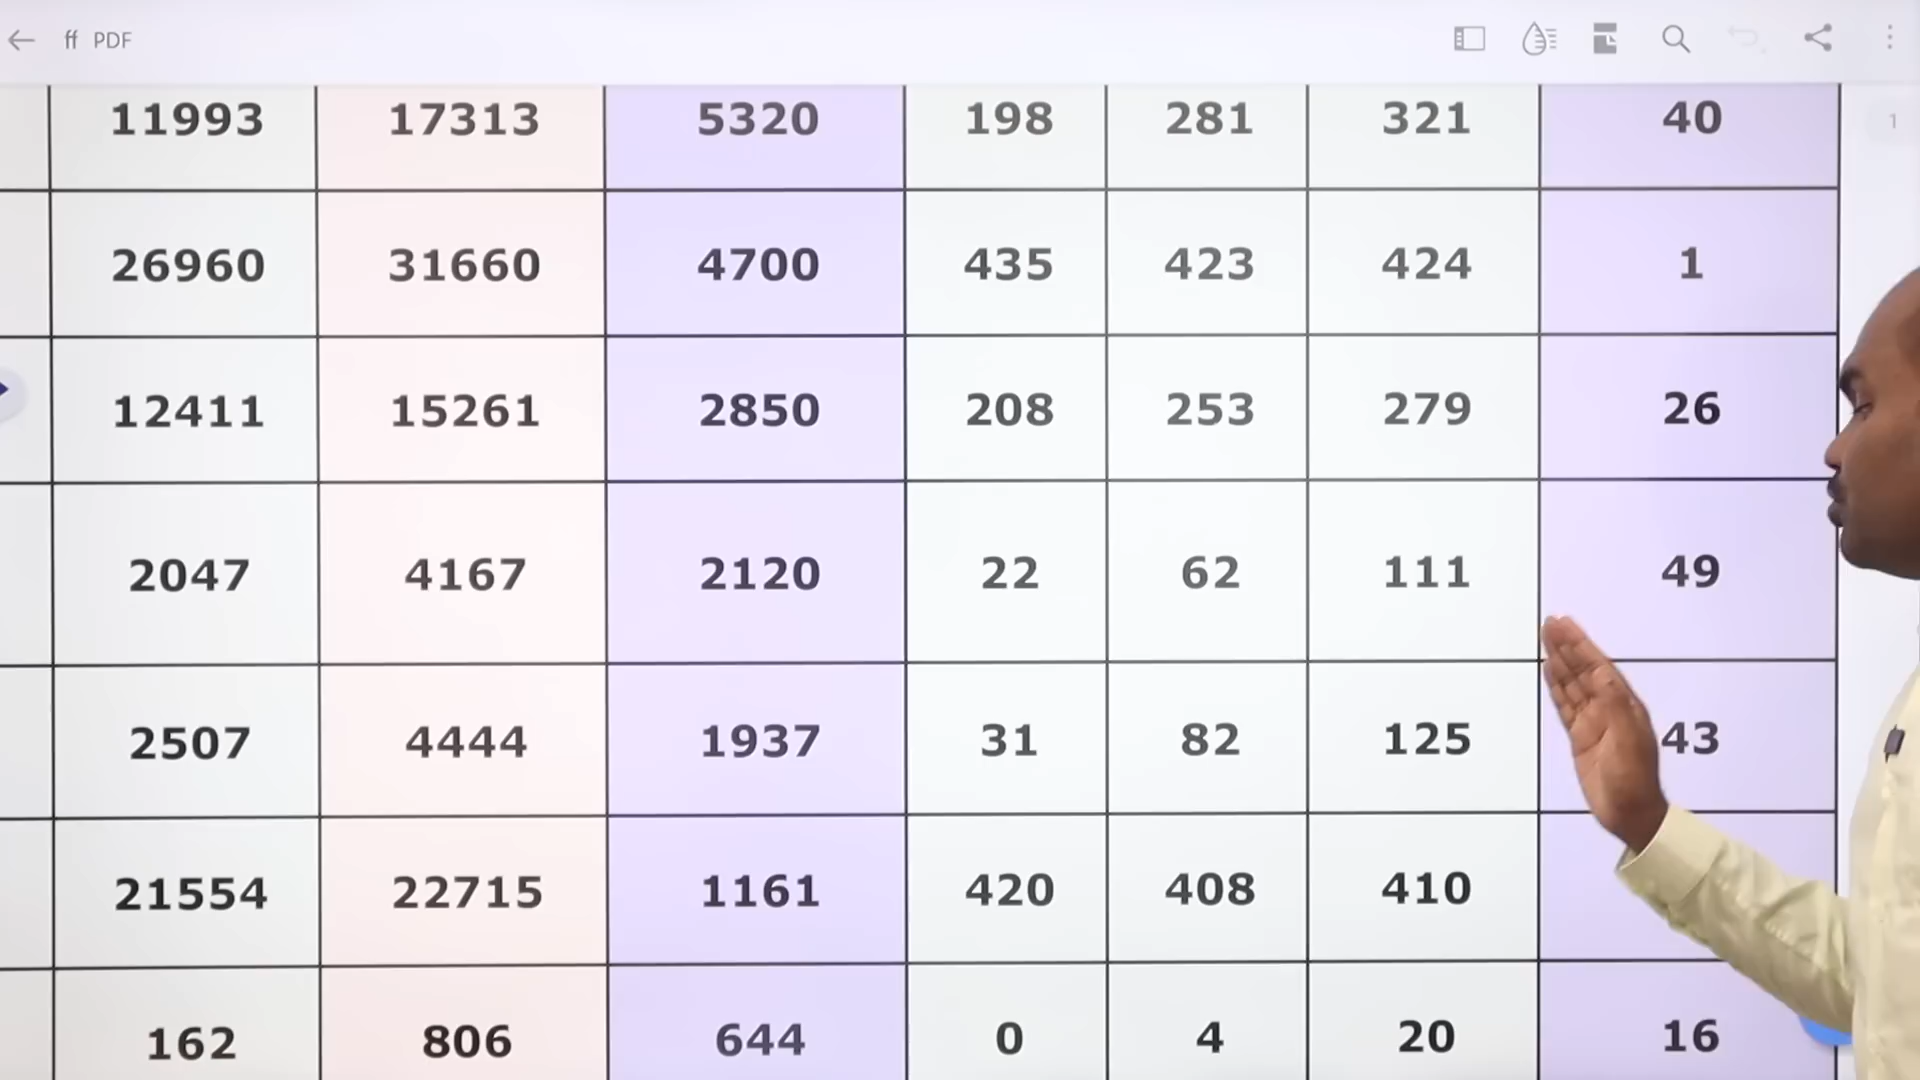 ff PDF
11993 17313 5320 198 281 321 40
1
26960 31660 4700 435 423 424 1
12411 15261 2850 208 253 279 26
2047 4167 2120 22 62 111 49
2507 4444 1937 31 82 125 43
21554 22715 1161 420 408 410
162 806 644 0 4 20 16